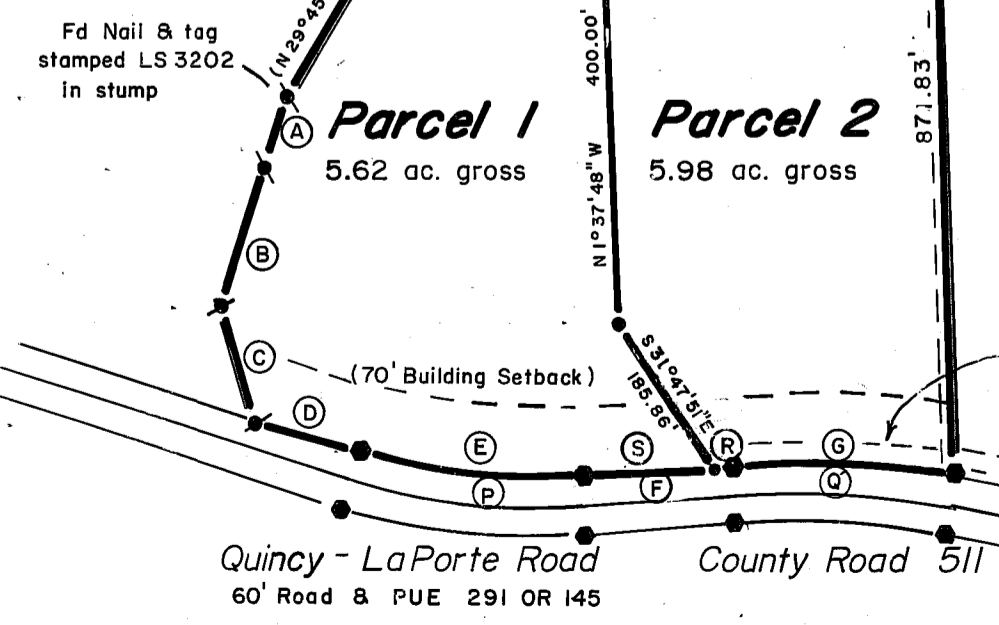 Fd Nail & tag
stamped LS 3202
in stump
(N 29°45
A
Parcel 1
5.62 ac. gross
400.00'
N 1°37'48" W
Parcel 2
5.98 ac. gross
871.83'
B
C
(70' Building Setback)
S 31°47'51"E
185.86'
D
E
S
R
G
P
F
Q
Quincy - LaPorte Road
County Road 511
60' Road & PUE 291 OR 145